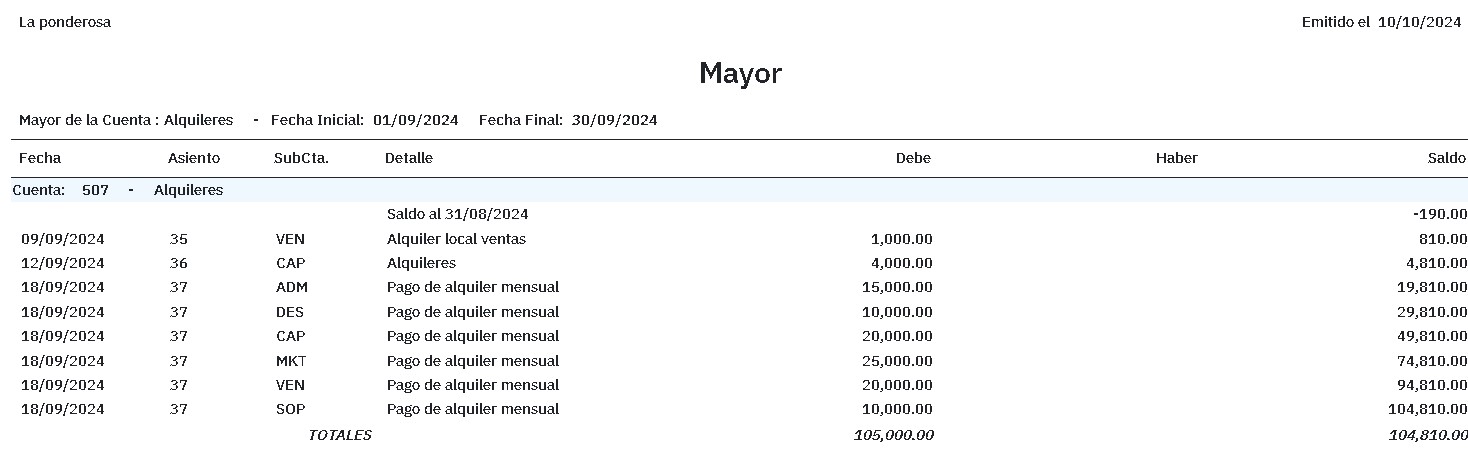 La ponderosa Emitido el 10/10/2024
Mayor
Mayor de la Cuenta : Alquileres - Fecha Inicial: 01/09/2024 Fecha Final: 30/09/2024
Fecha Asiento SubCta. Detalle Debe Haber Saldo
Cuenta: 507 - Alquileres
Saldo al 31/08/2024 -190.00
09/09/2024 35 VEN Alquiler local ventas 1,000.00 810.00
12/09/2024 36 CAP Alquileres 4,000.00 4,810.00
18/09/2024 37 ADM Pago de alquiler mensual 15,000.00 19,810.00
18/09/2024 37 DES Pago de alquiler mensual 10,000.00 29,810.00
18/09/2024 37 CAP Pago de alquiler mensual 20,000.00 49,810.00
18/09/2024 37 MKT Pago de alquiler mensual 25,000.00 74,810.00
18/09/2024 37 VEN Pago de alquiler mensual 20,000.00 94,810.00
18/09/2024 37 SOP Pago de alquiler mensual 10,000.00 104,810.00
TOTALES 105,000.00 104,810.00